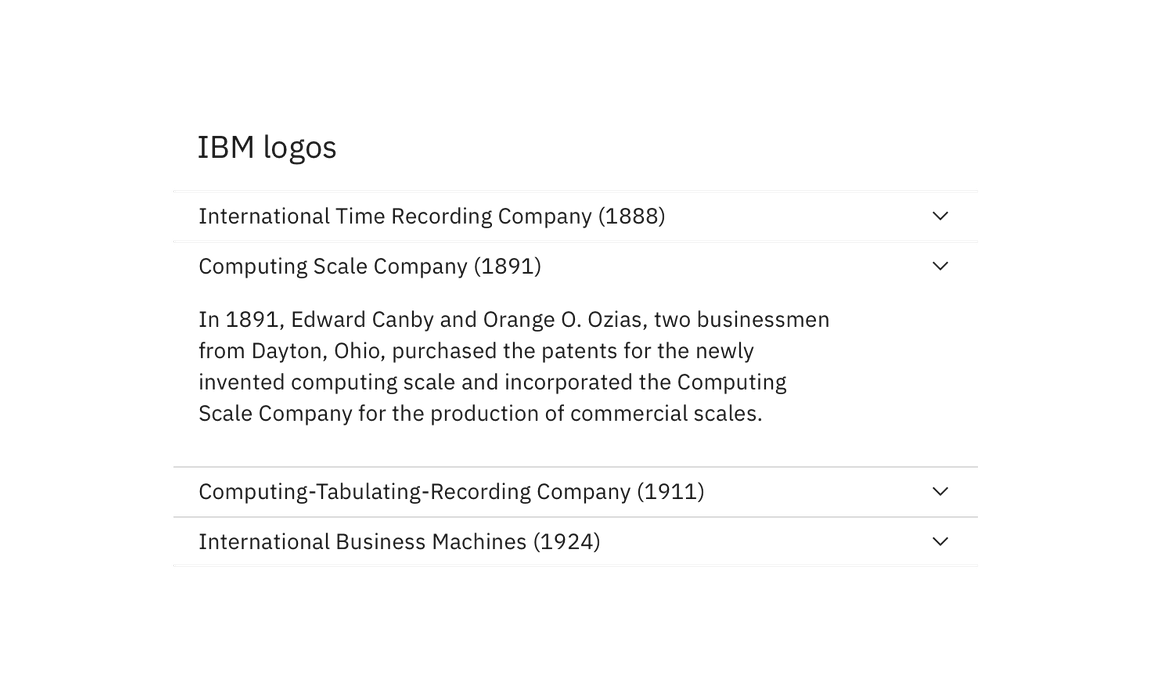 IBM logos
International Time Recording Company (1888)
Computing Scale Company (1891)
In 1891, Edward Canby and Orange O. Ozias, two businessmen
from Dayton, Ohio, purchased the patents for the newly
invented computing scale and incorporated the Computing
Scale Company for the production of commercial scales.
Computing-Tabulating-Recording Company (1911)
International Business Machines (1924)